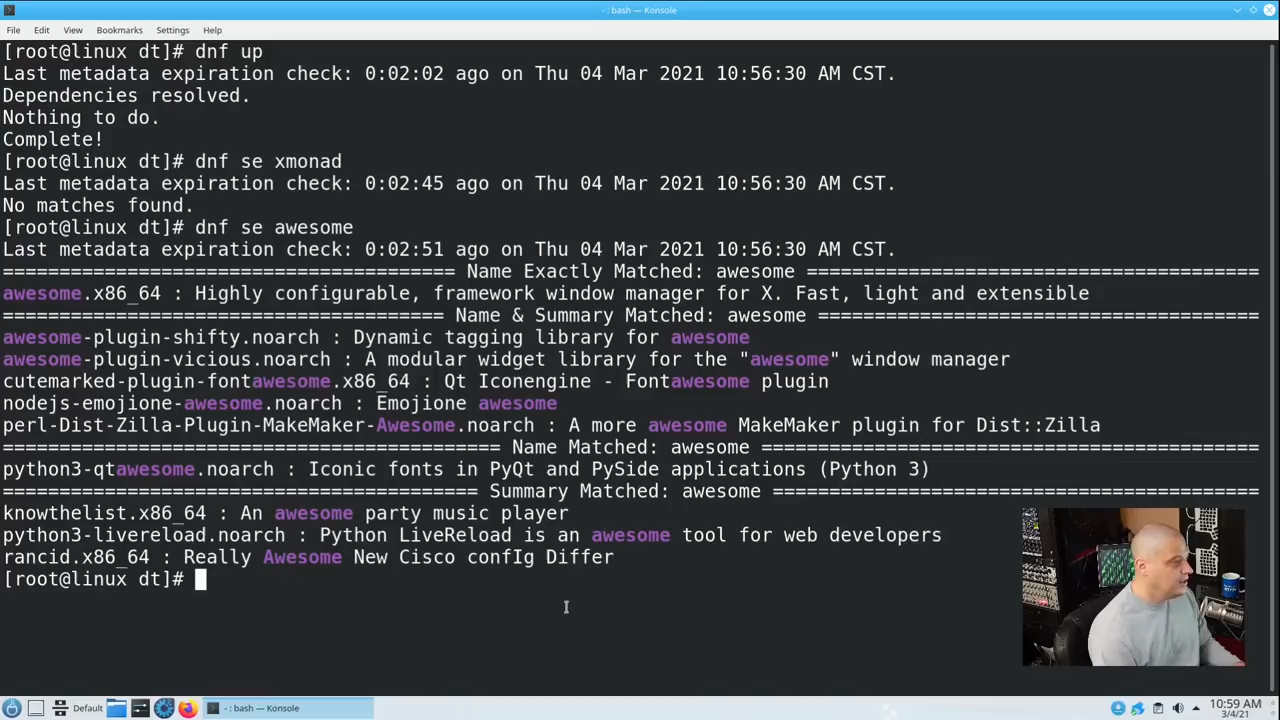 - : bash — Konsole
File Edit View Bookmarks Settings Help
[root@linux dt]# dnf up
Last metadata expiration check: 0:02:02 ago on Thu 04 Mar 2021 10:56:30 AM CST.
Dependencies resolved.
Nothing to do.
Complete!
[root@linux dt]# dnf se xmonad
Last metadata expiration check: 0:02:45 ago on Thu 04 Mar 2021 10:56:30 AM CST.
No matches found.
[root@linux dt]# dnf se awesome
Last metadata expiration check: 0:02:51 ago on Thu 04 Mar 2021 10:56:30 AM CST.
======================================== Name Exactly Matched: awesome ========================================
awesome.x86_64 : Highly configurable, framework window manager for X. Fast, light and extensible
======================================= Name & Summary Matched: awesome =======================================
awesome-plugin-shifty.noarch : Dynamic tagging library for awesome
awesome-plugin-vicious.noarch : A modular widget library for the "awesome" window manager
cutemarked-plugin-fontawesome.x86_64 : Qt Iconengine - Fontawesome plugin
nodejs-emojione-awesome.noarch : Emojione awesome
perl-Dist-Zilla-Plugin-MakeMaker-Awesome.noarch : A more awesome MakeMaker plugin for Dist::Zilla
============================================ Name Matched: awesome ============================================
python3-qtawesome.noarch : Iconic fonts in PyQt and PySide applications (Python 3)
========================================== Summary Matched: awesome ===========================================
knowthelist.x86_64 : An awesome party music player
python3-livereload.noarch : Python LiveReload is an awesome tool for web developers
rancid.x86_64 : Really Awesome New Cisco confIg Differ
[root@linux dt]#
Default - : bash — Konsole 10:59 AM
3/4/21